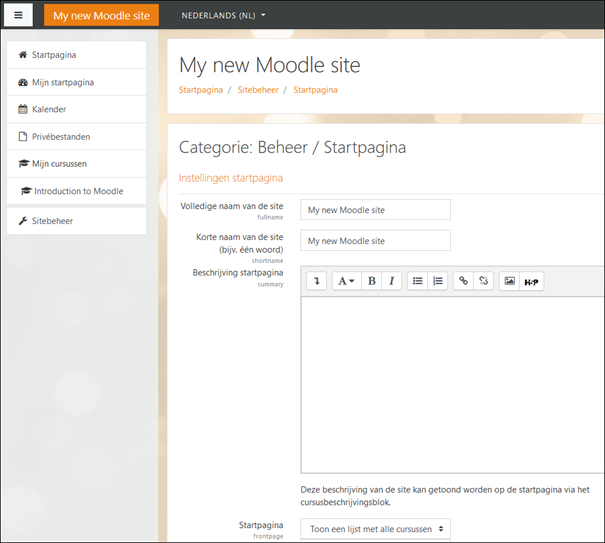 My new Moodle site
NEDERLANDS (NL)
Startpagina
Mijn startpagina
Kalender
Privébestanden
Mijn cursussen
Introduction to Moodle
Sitebeheer
My new Moodle site
Startpagina / Sitebeheer / Startpagina
Categorie: Beheer / Startpagina
Instellingen startpagina
Volledige naam van de site
fullname
My new Moodle site
Korte naam van de site
(bijv. één woord)
shortname
My new Moodle site
Beschrijving startpagina
summary
A B I
H-P
Deze beschrijving van de site kan getoond worden op de startpagina via het
cursusbeschrijvingsblok.
Startpagina
frontpage
Toon een lijst met alle cursussen